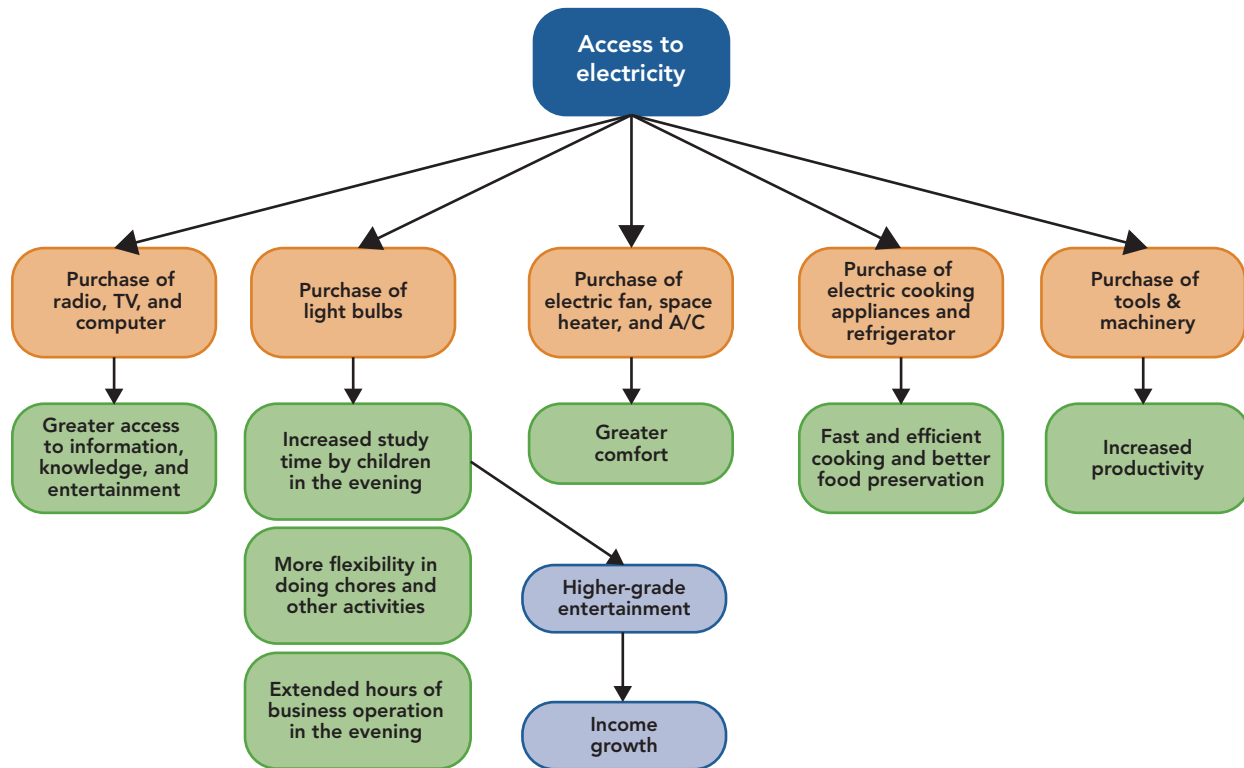 Access to
electricity
Purchase of
radio, TV, and
computer
Purchase of
light bulbs
Purchase of
electric fan, space
heater, and A/C
Purchase of
electric cooking
appliances and
refrigerator
Purchase of
tools &
machinery
Greater access
to information,
knowledge, and
entertainment
Increased study
time by children
in the evening
Greater
comfort
Fast and efficient
cooking and better
food preservation
Increased
productivity
More flexibility in
doing chores and
other activities
Higher-grade
entertainment
Extended hours of
business operation
in the evening
Income
growth